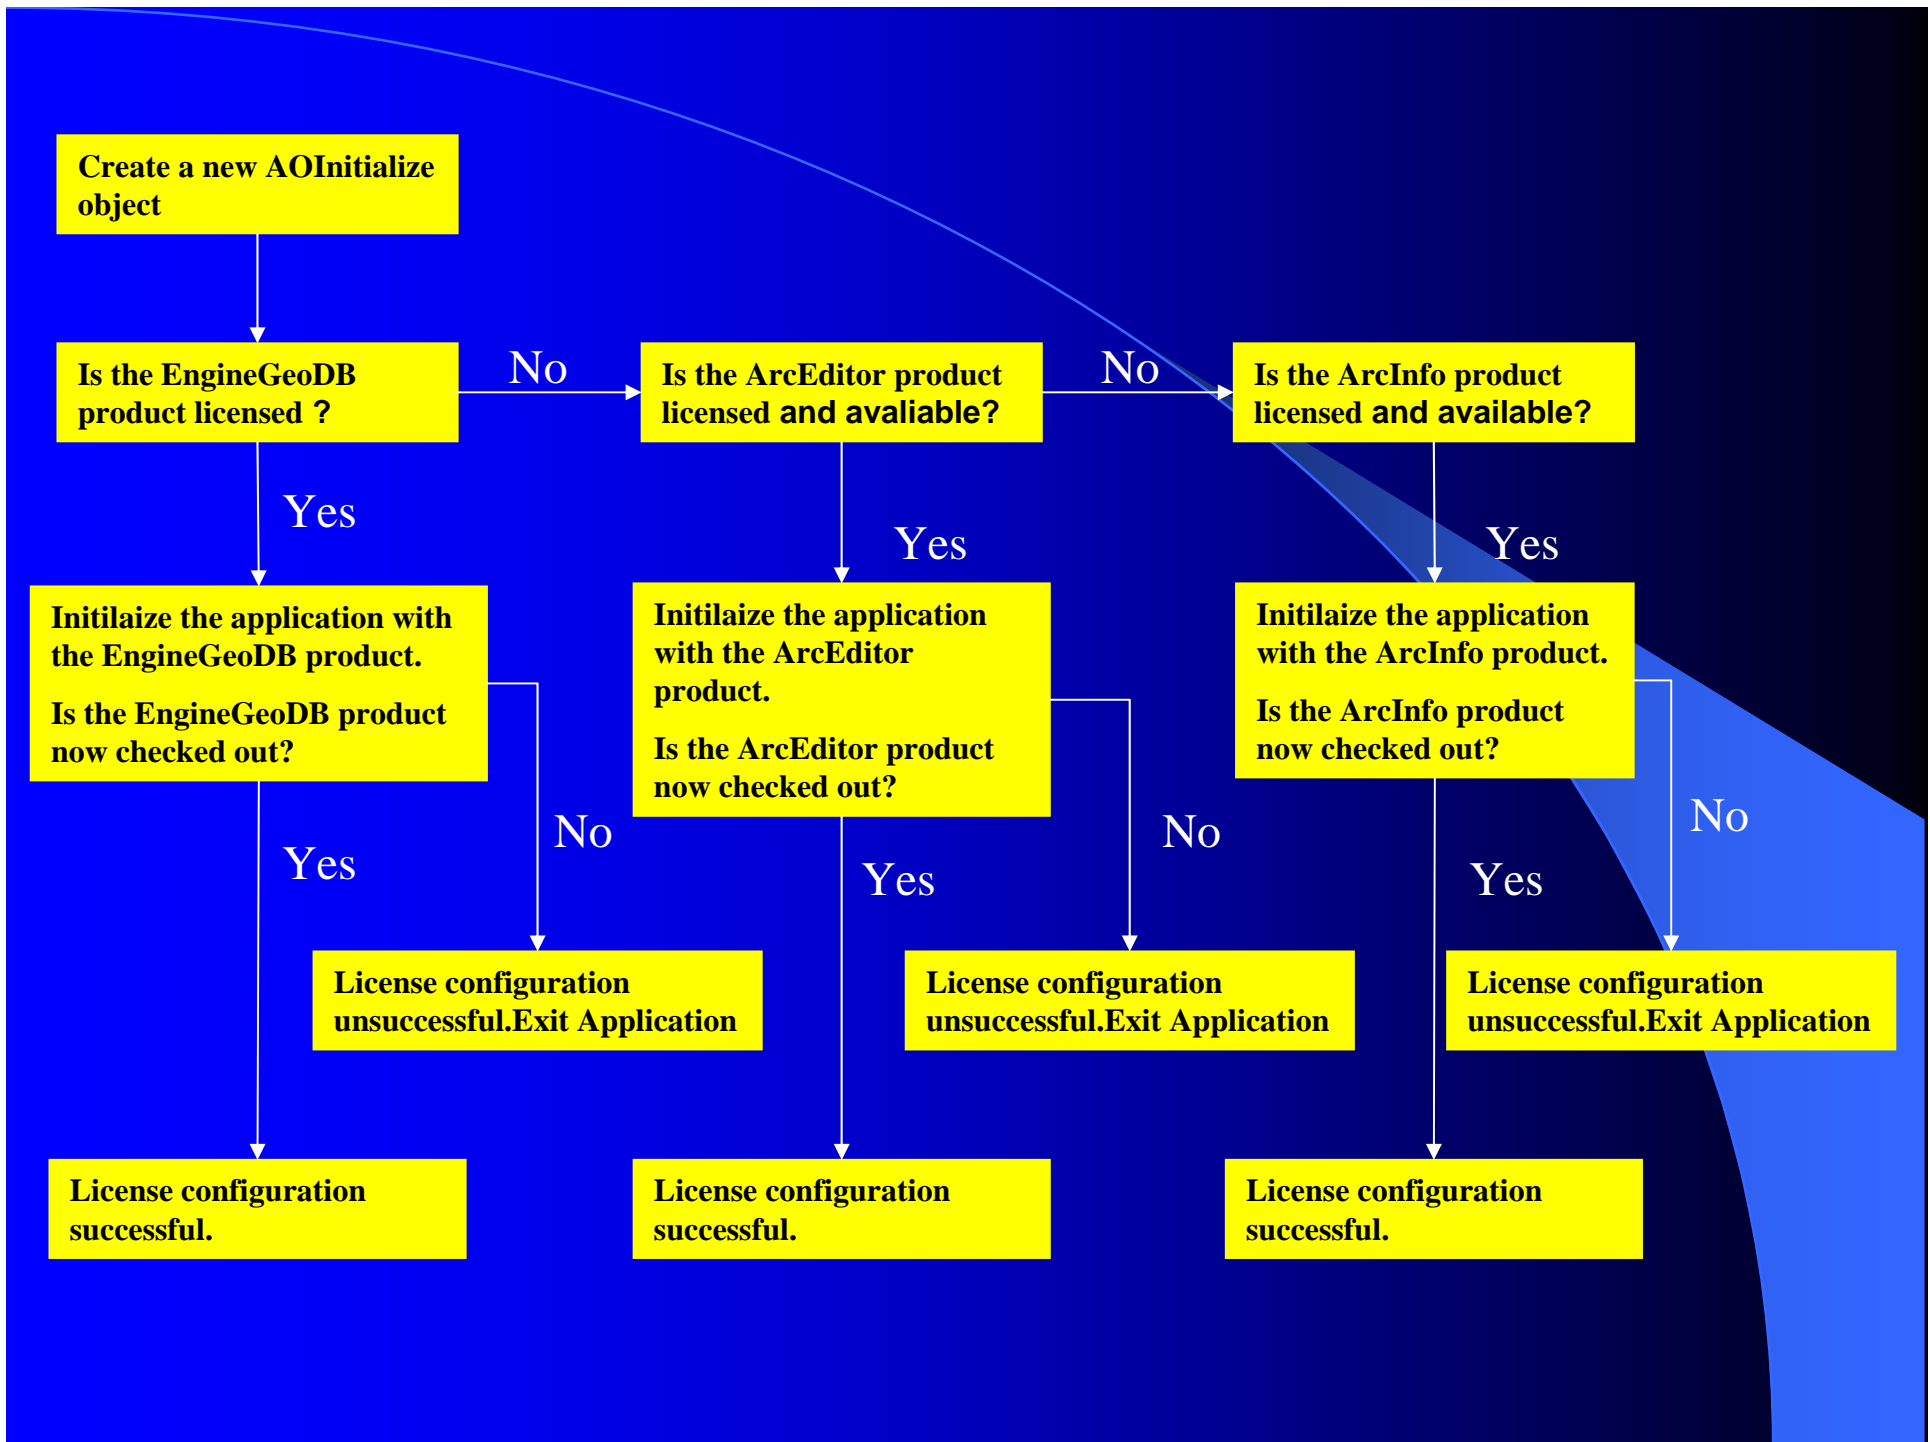 Create a new AOInitialize
object
Is the EngineGeoDB
product licensed ?
No
Is the ArcEditor product
licensed and avaliable?
No
Is the ArcInfo product
licensed and available?
Yes
Yes
Yes
Initilaize the application with
the EngineGeoDB product.
Is the EngineGeoDB product
now checked out?
Initilaize the application
with the ArcEditor
product.
Is the ArcEditor product
now checked out?
Initilaize the application
with the ArcInfo product.
Is the ArcInfo product
now checked out?
Yes
No
Yes
No
Yes
No
License configuration
unsuccessful.Exit Application
License configuration
unsuccessful.Exit Application
License configuration
unsuccessful.Exit Application
License configuration
successful.
License configuration
successful.
License configuration
successful.